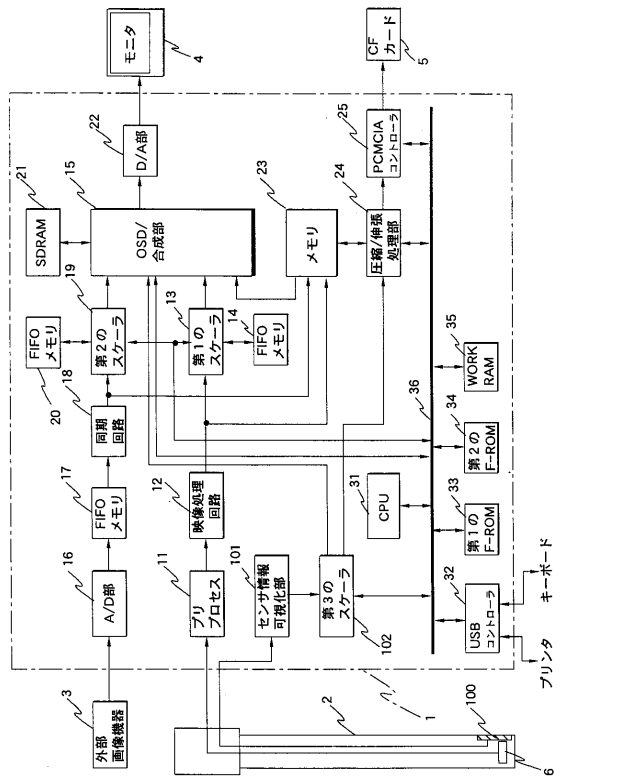 3
外部
画像機器
16
A/D部
17
FIFO
メモリ
18
同期
回路
20
FIFO
メモリ
19
第2の
スケーラ
21
SDRAM
15
OSD/
合成部
22
D/A部
モニタ
4
11
プリ
プロセス
12
映像処理
回路
13
第1の
スケーラ
14
FIFO
メモリ
23
メモリ
24
圧縮/伸張
処理部
25
PCMCIA
コントローラ
CF
カード
5
101
センサ情報
可視化部
第3の
スケーラ
102
31
CPU
36
32
USB
コントローラ
33
第1の
F-ROM
34
第2の
F-ROM
35
WORK
RAM
プリンタ
キーボード
1
2
100
6